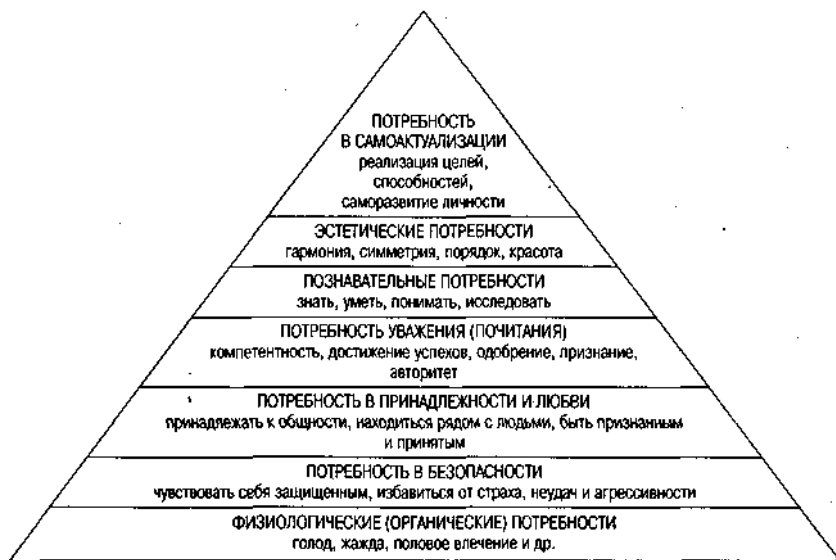 ПОТРЕБНОСТЬ
В САМОАКТУАЛИЗАЦИИ
реализация целей,
способностей,
саморазвитие личности
ЭСТЕТИЧЕСКИЕ ПОТРЕБНОСТИ
гармония, симметрия, порядок, красота
ПОЗНАВАТЕЛЬНЫЕ ПОТРЕБНОСТИ
знать, уметь, понимать, исследовать
ПОТРЕБНОСТЬ УВАЖЕНИЯ (ПОЧИТАНИЯ)
компетентность, достижение успехов, одобрение, признание,
авторитет
ПОТРЕБНОСТЬ В ПРИНАДЛЕЖНОСТИ И ЛЮБВИ
принадлежать к общности, находиться рядом с людьми, быть признанным
и принятым
ПОТРЕБНОСТЬ В БЕЗОПАСНОСТИ
чувствовать себя защищенным, избавиться от страха, неудач и агрессивности
ФИЗИОЛОГИЧЕСКИЕ (ОРГАНИЧЕСКИЕ) ПОТРЕБНОСТИ
голод, жажда, половое влечение и др.